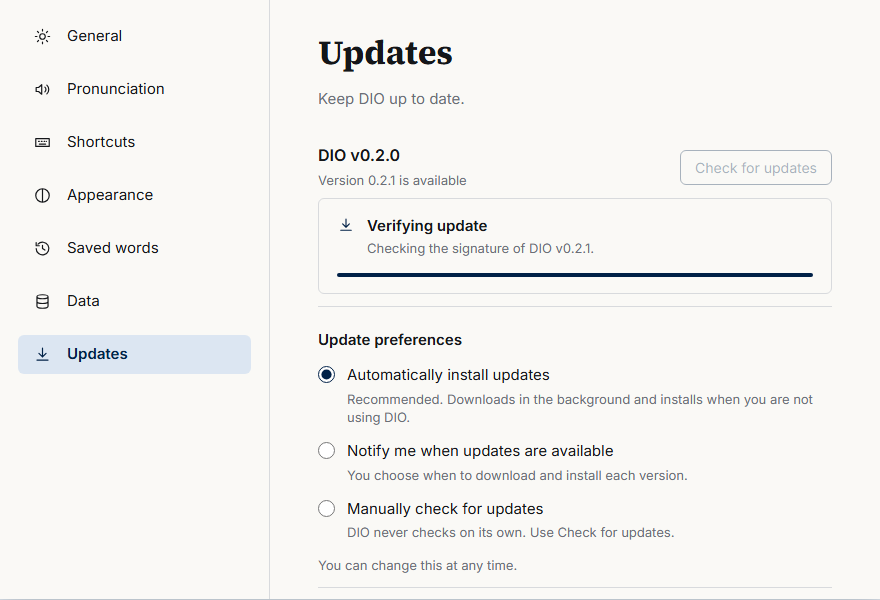 General
Pronunciation
Shortcuts
Appearance
Saved words
Data
Updates
Updates
Keep DIO up to date.
DIO v0.2.0
Version 0.2.1 is available
Check for updates
Verifying update
Checking the signature of DIO v0.2.1.
Update preferences
Automatically install updates
Recommended. Downloads in the background and installs when you are not
using DIO.
Notify me when updates are available
You choose when to download and install each version.
Manually check for updates
DIO never checks on its own. Use Check for updates.
You can change this at any time.